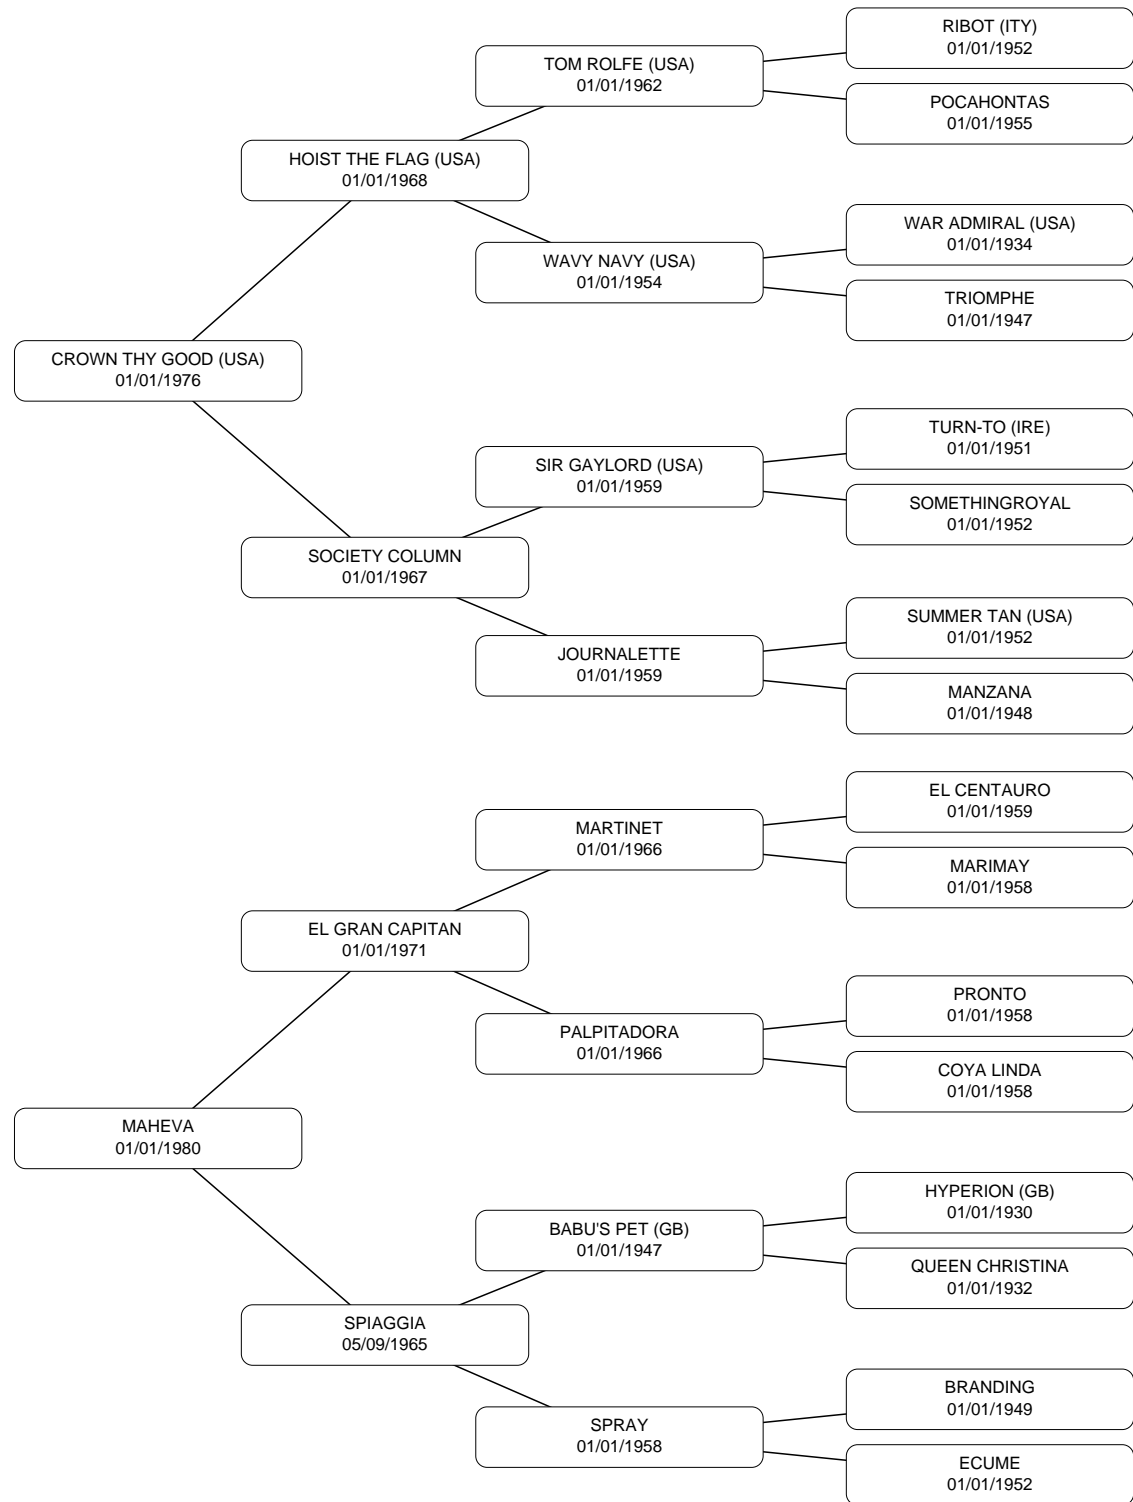 RIBOT (ITY)
01/01/1952
TOM ROLFE (USA)
01/01/1962
POCAHONTAS
01/01/1955
HOIST THE FLAG (USA)
01/01/1968
WAR ADMIRAL (USA)
01/01/1934
WAVY NAVY (USA)
01/01/1954
TRIOMPHE
01/01/1947
CROWN THY GOOD (USA)
01/01/1976
TURN-TO (IRE)
01/01/1951
SIR GAYLORD (USA)
01/01/1959
SOMETHINGROYAL
01/01/1952
SOCIETY COLUMN
01/01/1967
SUMMER TAN (USA)
01/01/1952
JOURNALETTE
01/01/1959
MANZANA
01/01/1948
EL CENTAURO
01/01/1959
MARTINET
01/01/1966
MARIMAY
01/01/1958
EL GRAN CAPITAN
01/01/1971
PRONTO
01/01/1958
PALPITADORA
01/01/1966
COYA LINDA
01/01/1958
MAHEVA
01/01/1980
HYPERION (GB)
01/01/1930
BABU'S PET (GB)
01/01/1947
QUEEN CHRISTINA
01/01/1932
SPIAGGIA
05/09/1965
BRANDING
01/01/1949
SPRAY
01/01/1958
ECUME
01/01/1952